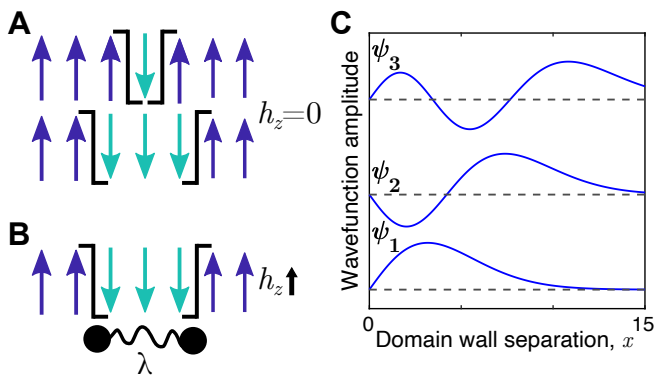 A
h_z=0
B
h_z
λ
C
Wavefunction amplitude
ψ_3
ψ_2
ψ_1
0
15
Domain wall separation, x